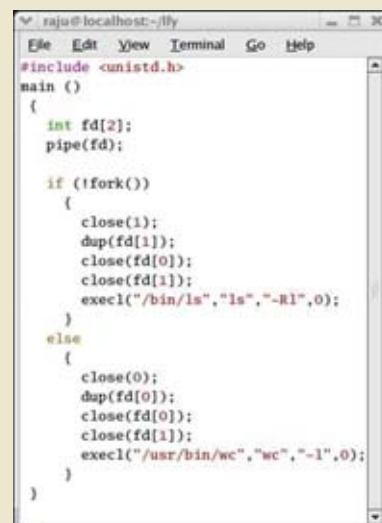 raju@localhost:~/lfy
File Edit View Terminal Go Help
#include <unistd.h>
main ()
{
int fd[2];
pipe(fd);
if (!fork())
{
close(1);
dup(fd[1]);
close(fd[0]);
close(fd[1]);
execl("/bin/ls","ls","-Rl",0);
}
else
{
close(0);
dup(fd[0]);
close(fd[0]);
close(fd[1]);
execl("/usr/bin/wc","wc","-l",0);
}
}